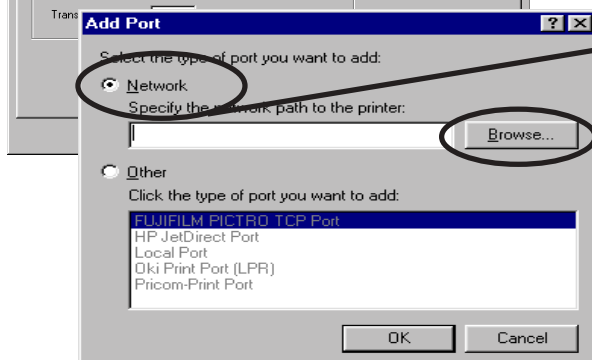 Trans
Add Port
Select the type of port you want to add:
Network
Specify the network path to the printer:
Browse...
Other
Click the type of port you want to add:
FUJIFILM PICTRO TCP Port
HP JetDirect Port
Local Port
Oki Print Port (LPR)
Pricom-Print Port
OK
Cancel